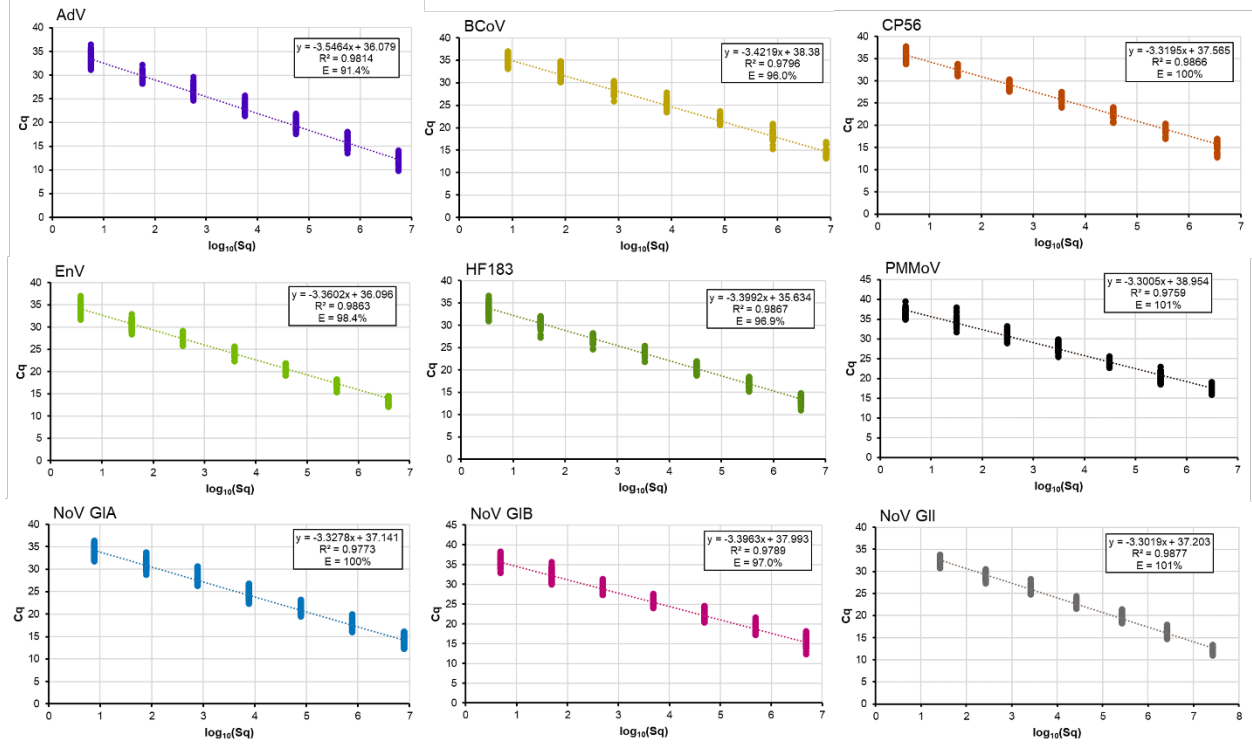 AdV
y = -3.5464x + 36.079
R² = 0.9814
E = 91.4%
40
35
30
25
20
15
10
5
0
Cq
0 1 2 3 4 5 6 7
log₁₀(Sq)
BCoV
y = -3.4219x + 38.38
R² = 0.9796
E = 96.0%
40
35
30
25
20
15
10
5
0
Cq
0 1 2 3 4 5 6 7
log₁₀(Sq)
CP56
y = -3.3195x + 37.565
R² = 0.9866
E = 100%
40
35
30
25
20
15
10
5
0
Cq
0 1 2 3 4 5 6 7
log₁₀(Sq)
EnV
y = -3.3602x + 36.096
R² = 0.9863
E = 98.4%
40
35
30
25
20
15
10
5
0
Cq
0 1 2 3 4 5 6 7
log₁₀(Sq)
HF183
y = -3.3992x + 35.634
R² = 0.9867
E = 96.9%
40
35
30
25
20
15
10
5
0
Cq
0 1 2 3 4 5 6 7
log₁₀(Sq)
PMMoV
y = -3.3005x + 38.954
R² = 0.9759
E = 101%
45
40
35
30
25
20
15
10
5
0
Cq
0 1 2 3 4 5 6 7
log₁₀(Sq)
NoV GIA
y = -3.3278x + 37.141
R² = 0.9773
E = 100%
40
35
30
25
20
15
10
5
0
Cq
0 1 2 3 4 5 6 7
log₁₀(Sq)
NoV GIB
y = -3.3963x + 37.993
R² = 0.9789
E = 97.0%
45
40
35
30
25
20
15
10
5
0
Cq
0 1 2 3 4 5 6 7
log₁₀(Sq)
NoV GII
y = -3.3019x + 37.203
R² = 0.9877
E = 101%
40
35
30
25
20
15
10
5
0
Cq
0 1 2 3 4 5 6 7 8
log₁₀(Sq)